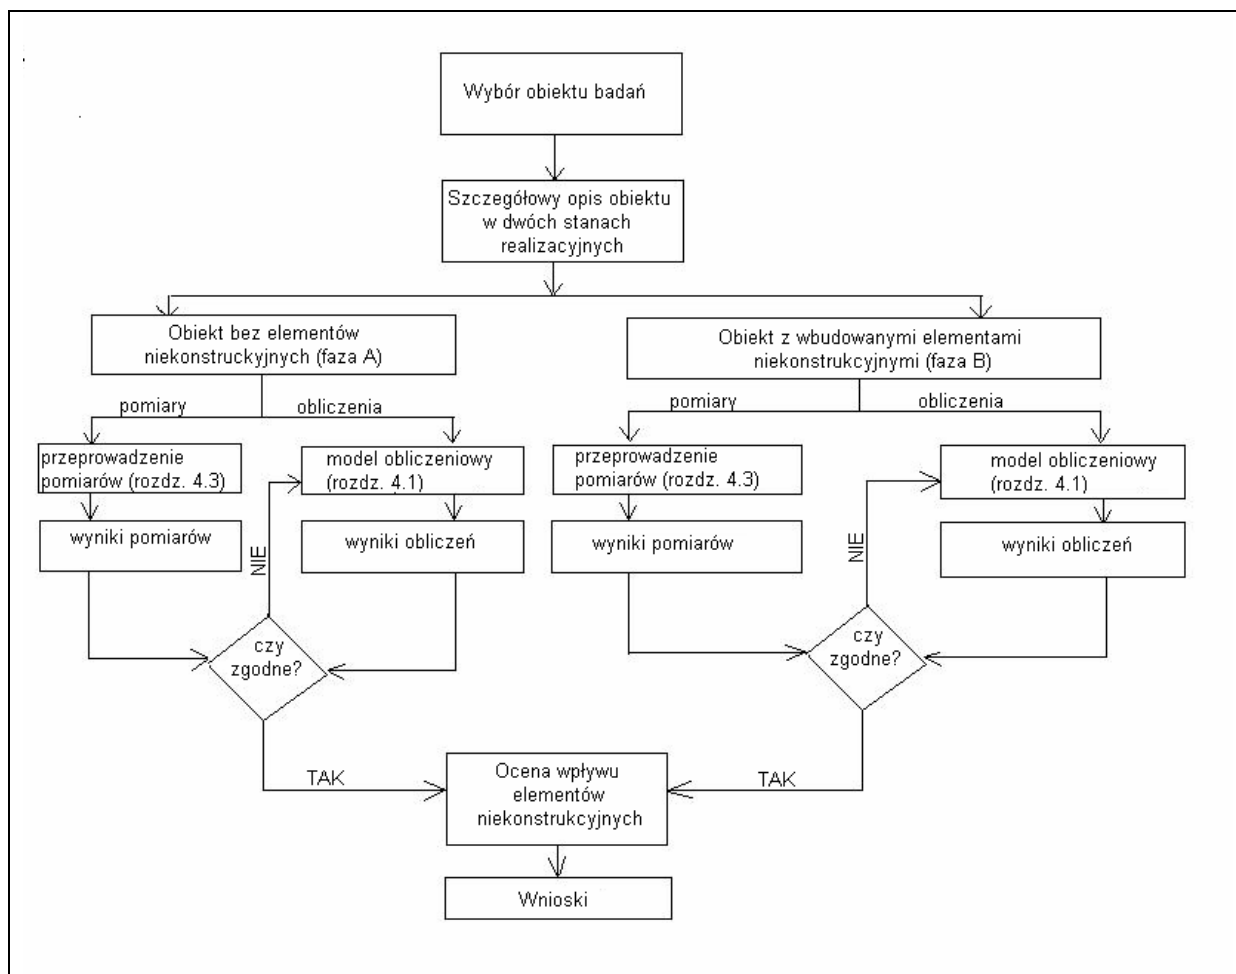 Wybór obiektu badań
Szczegółowy opis obiektu
w dwóch stanach
realizacyjnych
Obiekt bez elementów
niekonstruckyjnych (faza A)
Obiekt z wbudowanymi elementami
niekonstrukcyjnymi (faza B)
pomiary
obliczenia
pomiary
obliczenia
przeprowadzenie
pomiarów (rozdz. 4.3)
model obliczeniowy
(rozdz. 4.1)
przeprowadzenie
pomiarów (rozdz. 4.3)
model obliczeniowy
(rozdz. 4.1)
wyniki pomiarów
NIE
wyniki obliczeń
wyniki pomiarów
NIE
wyniki obliczeń
czy
zgodne?
czy
zgodne?
TAK
Ocena wpływu
elementów
niekonstrukcyjnych
TAK
Wnioski